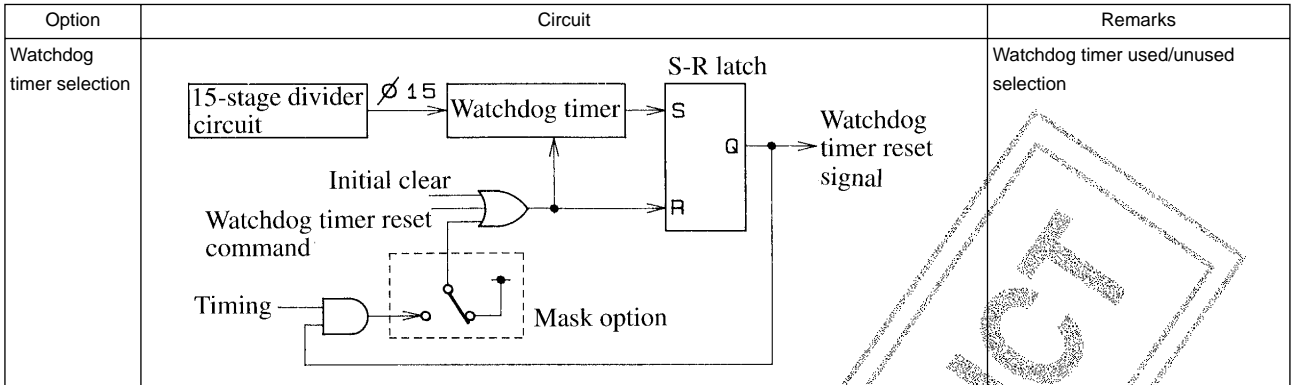 Option
Circuit
Remarks
Watchdog
timer selection
S-R latch
15-stage divider
circuit
ø 15
Watchdog timer
S
Q
R
Watchdog
timer reset
signal
Initial clear
Watchdog timer reset
command
Timing
Mask option
Watchdog timer used/unused
selection